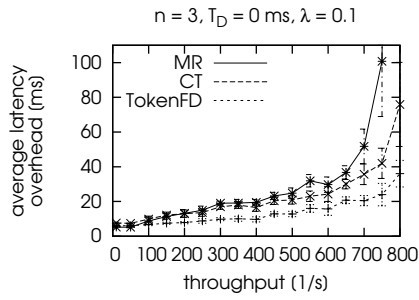 n = 3, T_D = 0 ms, λ = 0.1
MR
CT
TokenFD
average latency
overhead (ms)
100
80
60
40
20
0
0 100 200 300 400 500 600 700 800
throughput (1/s)